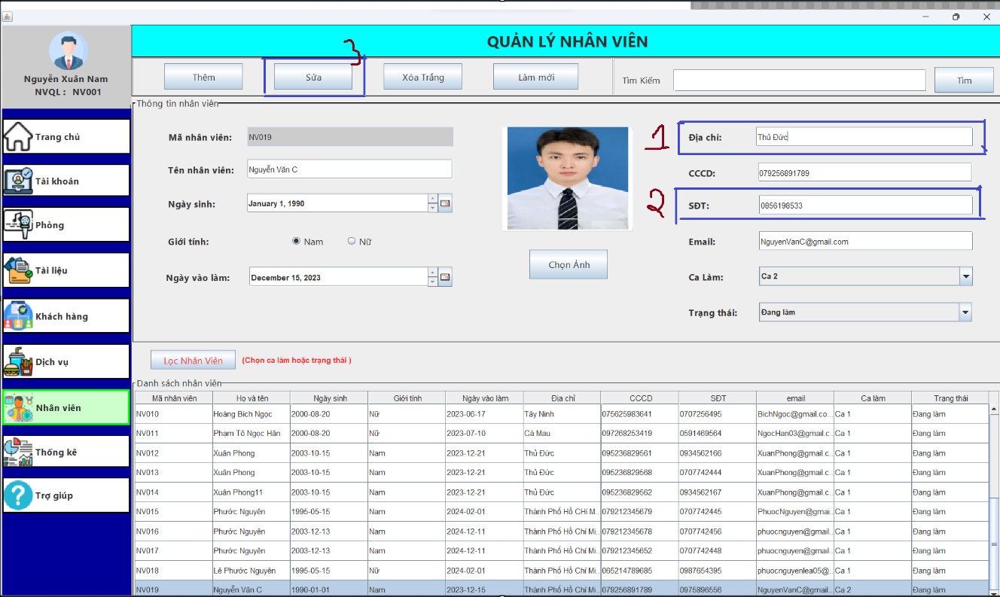 QUẢN LÝ NHÂN VIÊN
Nguyễn Xuân Nam
NVQL : NV001
3
Thêm
Sửa
Xóa Trắng
Làm mới
Tìm Kiếm
Tìm
Trang chủ
Tài khoản
Phòng
Tài liệu
Khách hàng
Dịch vụ
Nhân viên
Thống kê
Trợ giúp
Thông tin nhân viên
Mã nhân viên: NV019
Tên nhân viên: Nguyễn Văn C
Ngày sinh: January 1, 1990
Giới tính: Nam Nữ
Ngày vào làm: December 15, 2023
Chọn Ảnh
1
Địa chỉ: Thủ Đức
CCCD: 079256891789
2
SĐT: 0856198533
Email: NguyenVanC@gmail.com
Ca Làm: Ca 2
Trạng thái: Đang làm
Lọc Nhân Viên (Chọn ca làm hoặc trạng thái )
Danh sách nhân viên
Mã nhân viên Họ và tên Ngày sinh Giới tính Ngày vào làm Địa chỉ CCCD SĐT email Ca làm Trạng thái
NV010 Hoàng Bích Ngọc 2000-08-20 Nữ 2023-06-17 Tây Ninh 075625983641 0707256495 BichNgoc@gmail.co... Ca 1 Đang làm
NV011 Phạm Tô Ngọc Hân 2000-08-20 Nữ 2023-07-10 Cà Mau 097268253419 0591469564 NgocHan03@gmail.c... Ca 1 Đang làm
NV012 Xuân Phong 2003-10-15 Nam 2023-12-21 Thủ Đức 095236829561 0934562166 XuanPhong@gmail.c... Ca 1 Đang làm
NV013 Xuân Phong 2003-10-15 Nam 2023-12-21 Thủ Đức 095236829568 0707742444 XuanPhong@gmail.c... Ca 1 Đang làm
NV014 Xuân Phong11 2003-10-15 Nam 2023-12-21 Thủ Đức 095236829562 0934562167 XuanPhong@gmail.c... Ca 1 Đang làm
NV015 Phước Nguyên 1995-05-15 Nam 2024-02-01 Thành Phố Hồ CHí M... 079212345679 0707742445 PhuocNguyen@gmai... Ca 1 Đang làm
NV016 Phước Nguyên 2003-12-13 Nam 2024-12-11 Thành Phố Hồ Chí Mi... 079212345678 0707742456 phuocnguyen@gmail... Ca 1 Đang làm
NV017 Phước Nguyên 2003-12-13 Nam 2024-12-11 Thành Phố Hồ Chí Mi... 079212345652 0707742448 phuocnguyen@gmail... Ca 1 Đang làm
NV018 Lê Phước Nguyên 1995-05-15 Nữ 2024-02-01 Thành Phố Hồ Chí Mi... 065214789685 0987654395 phuocnguyenlea05@... Ca 1 Đang làm
NV019 Nguyễn Văn C 1990-01-01 Nam 2023-12-15 Thành Phố Hồ Chí Mi... 079256891789 0975896556 NguyenVanC@gmail... Ca 2 Đang làm